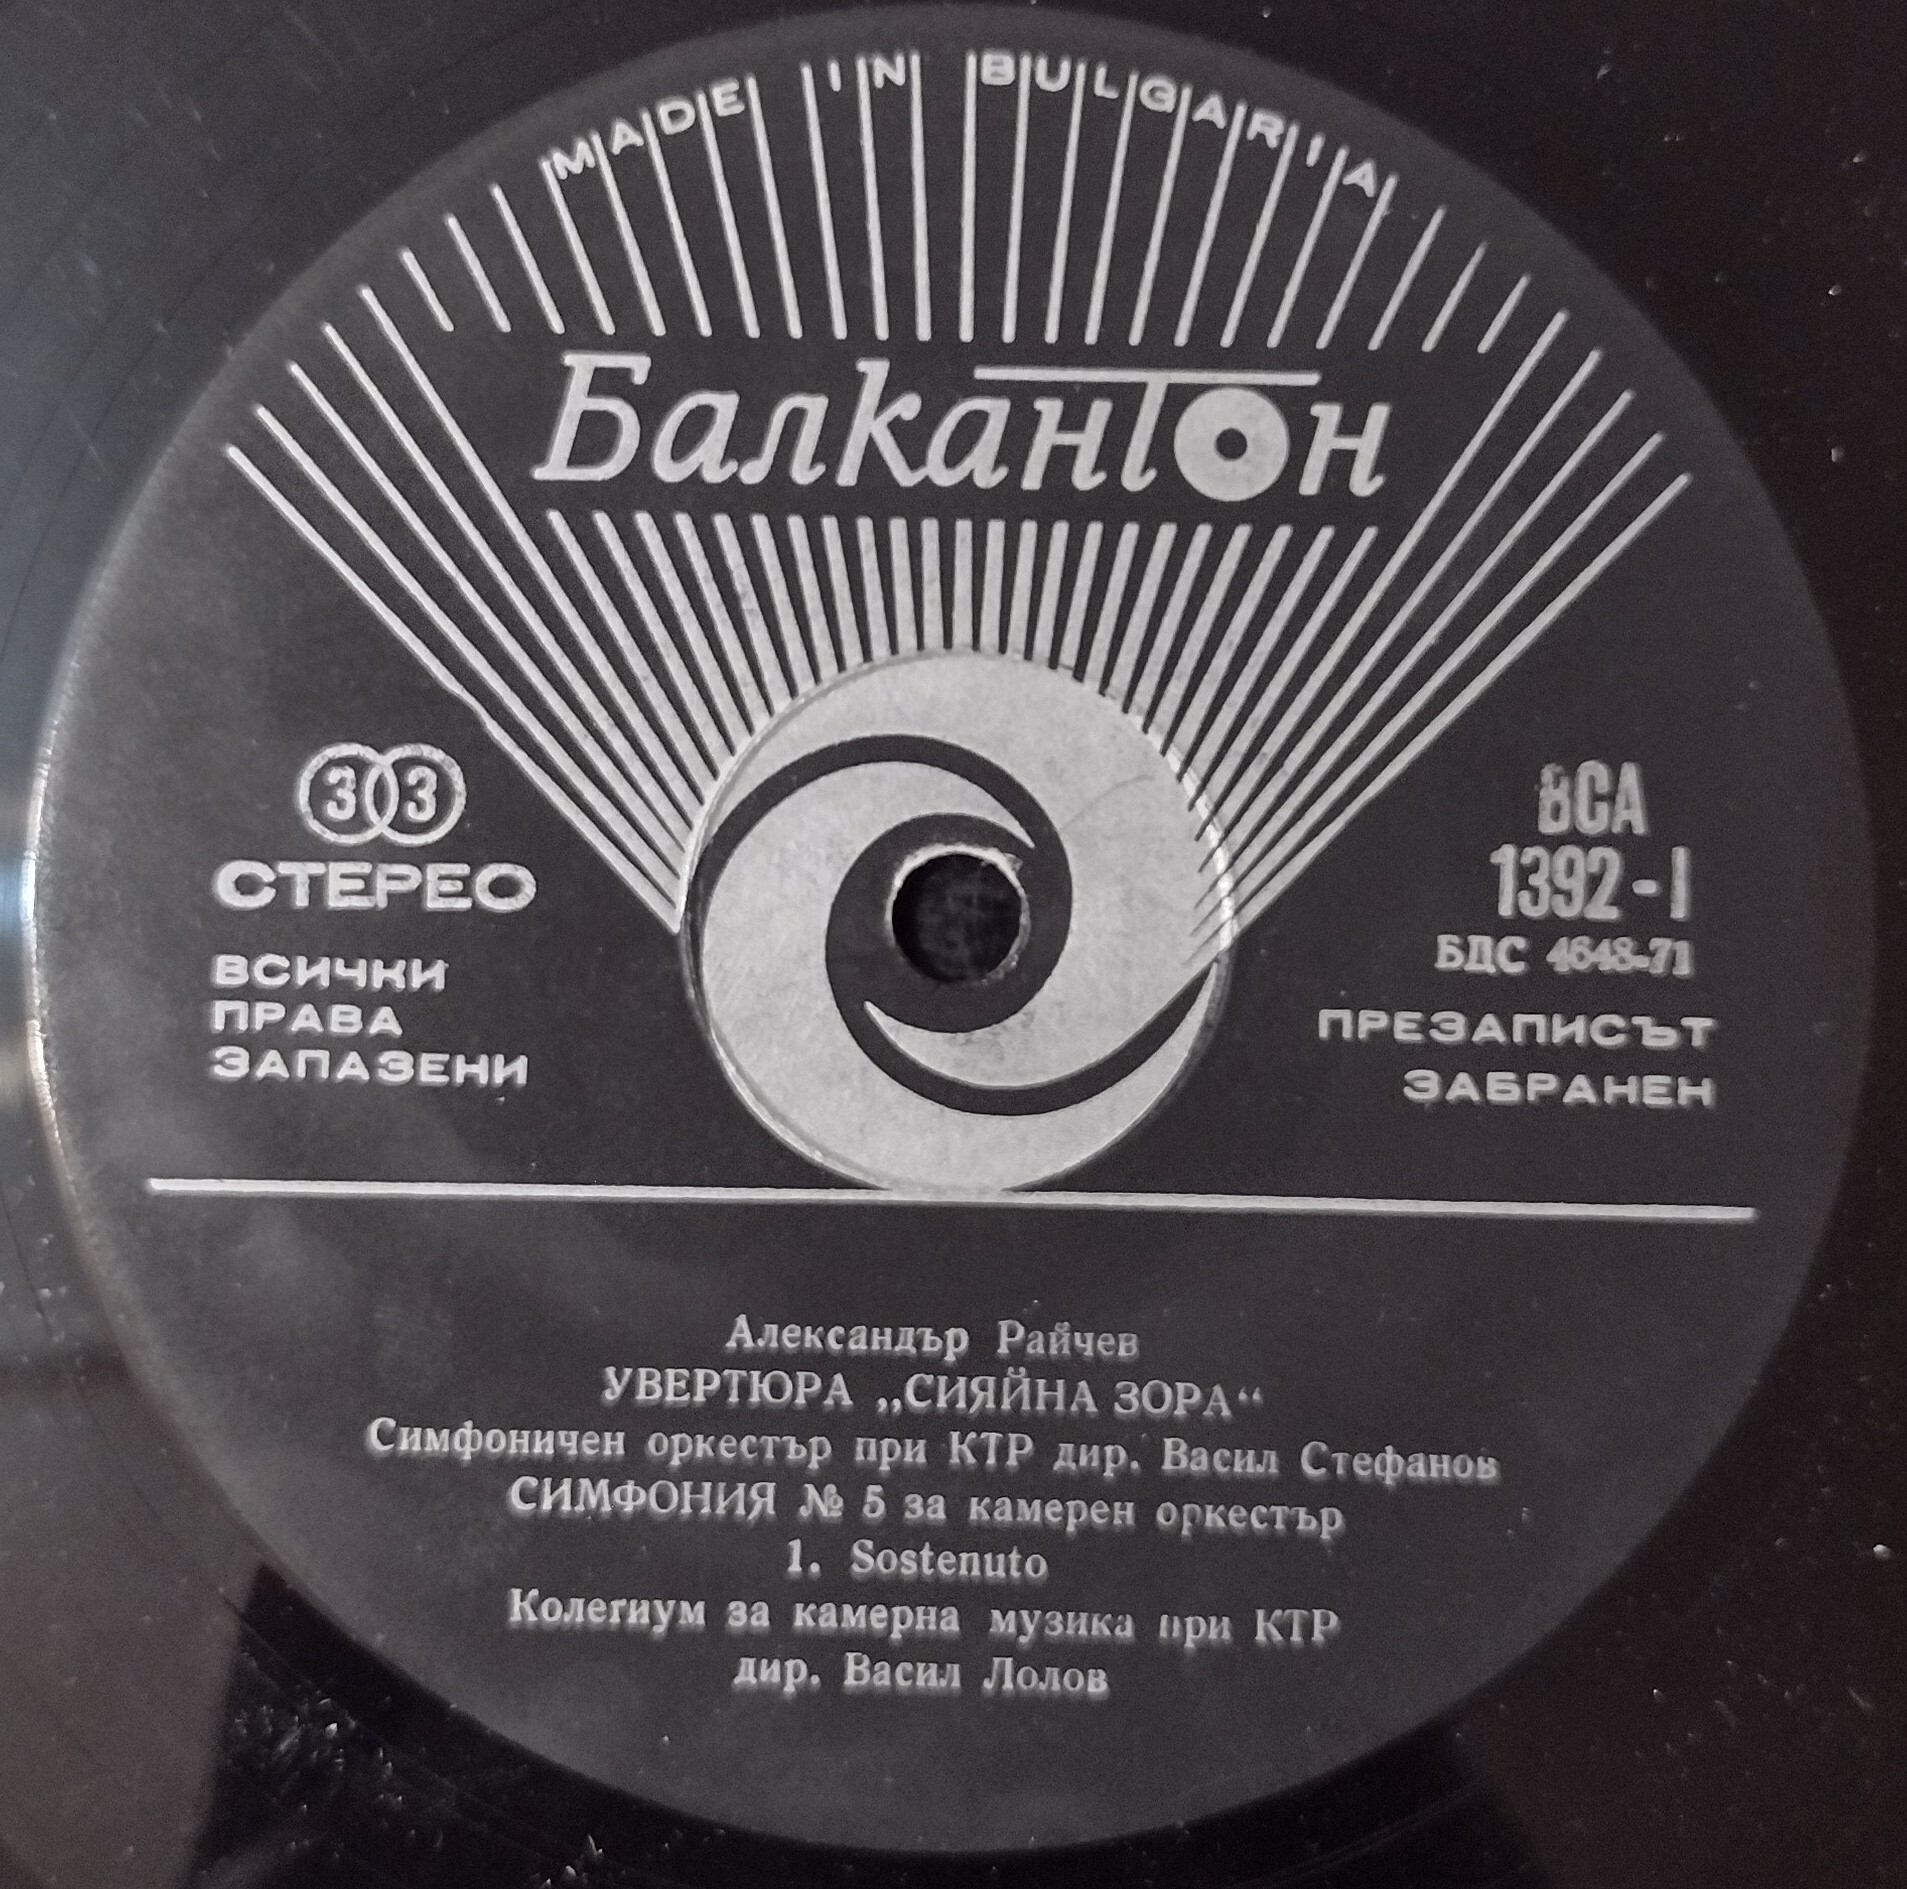 MADE IN BULGARIA
Балкантон
33
СТЕРЕО
ВСИЧКИ
ПРАВА
ЗАПАЗЕНИ
ВСА
1392-I
БДС 4648-71
ПРЕЗАПИСЪТ
ЗАБРАНЕН
Александър Райчев
УВЕРТЮРА „СИЯЙНА ЗОРА“
Симфоничен оркестър при КТР дир. Васил Стефанов
СИМФОНИЯ № 5 за камерен оркестър
1. Sostenuto
Колегиум за камерна музика при КТР
дир. Васил Лолов